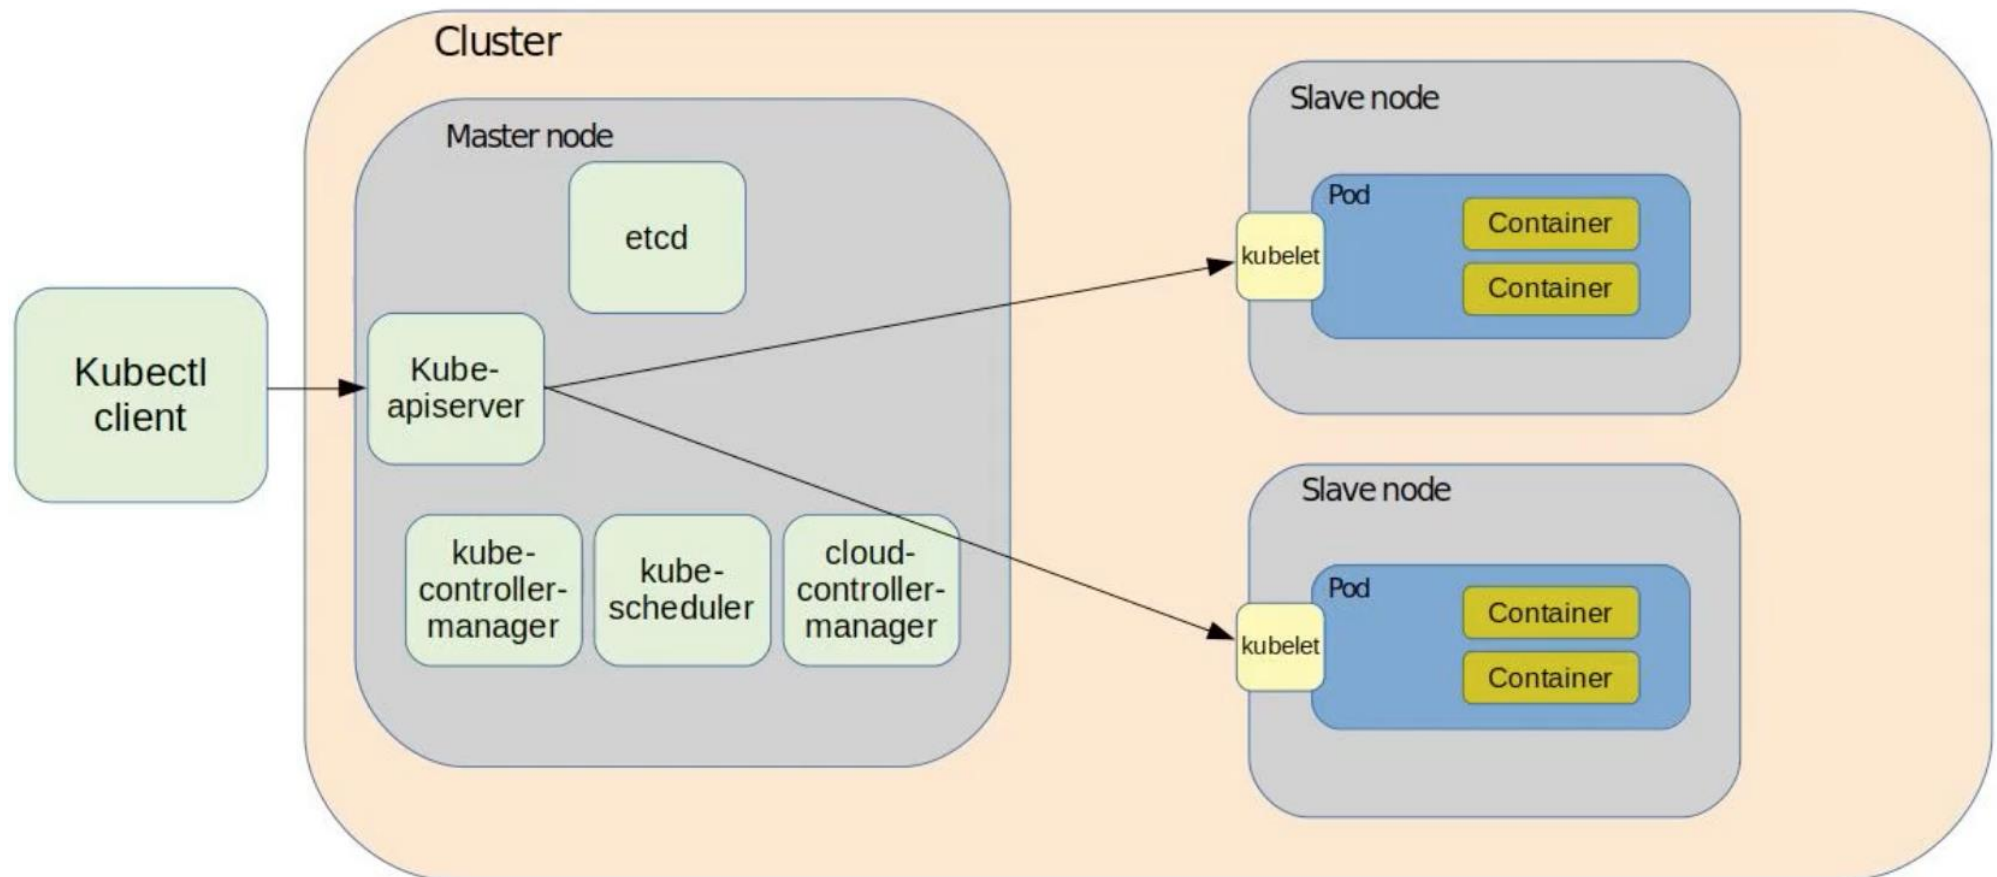 Cluster
Master node
etcd
Kubectl
client
Kube-
apiserver
kube-
controller-
manager
kube-
scheduler
cloud-
controller-
manager
Slave node
Pod
kubelet
Container
Container
Slave node
Pod
kubelet
Container
Container